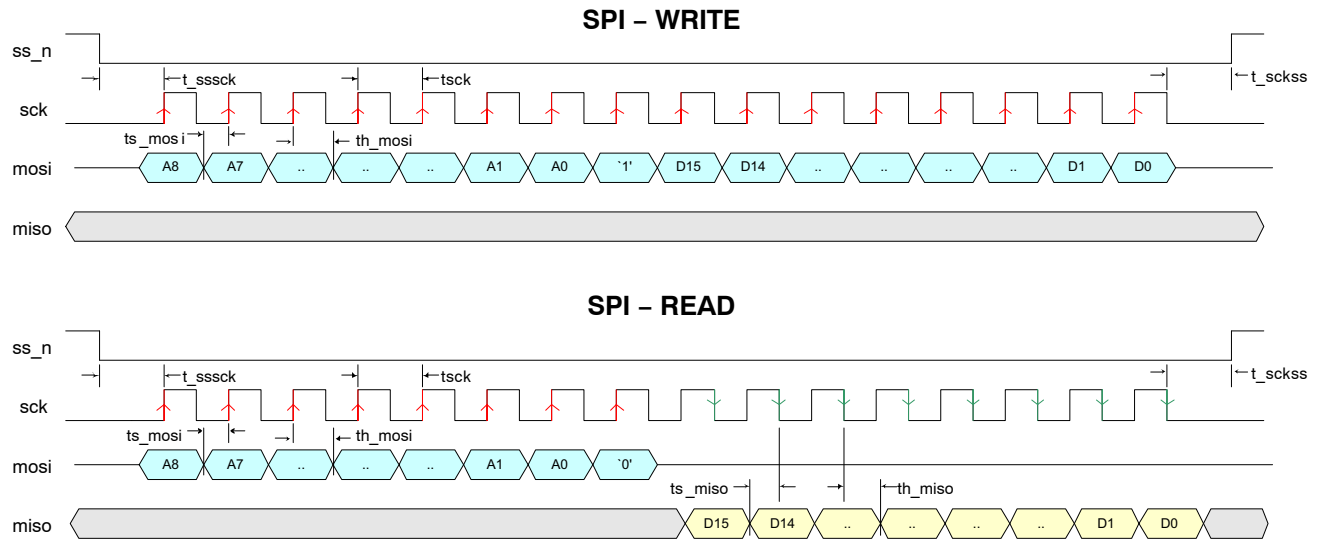 SPI – WRITE
ss_n
t_sssck tsck t_sckss
sck
ts_mosi th_mosi
mosi A8 A7 .. .. .. A1 A0 `1' D15 D14 .. .. .. .. D1 D0
miso
SPI – READ
ss_n
t_sssck tsck t_sckss
sck
ts_mosi th_mosi
mosi A8 A7 .. .. .. A1 A0 `0'
ts_miso th_miso
miso D15 D14 .. .. .. .. D1 D0